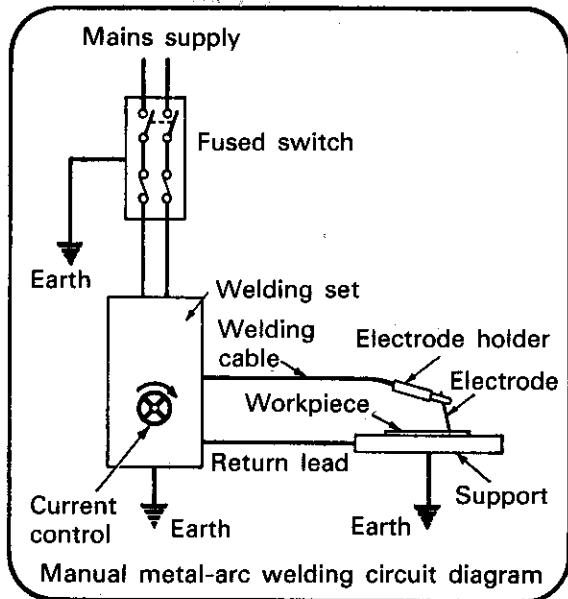 Mains supply
Fused switch
Earth
Welding set
Welding
cable
Electrode holder
Electrode
Workpiece
Return lead
Support
Current
control
Earth
Earth
Manual metal-arc welding circuit diagram